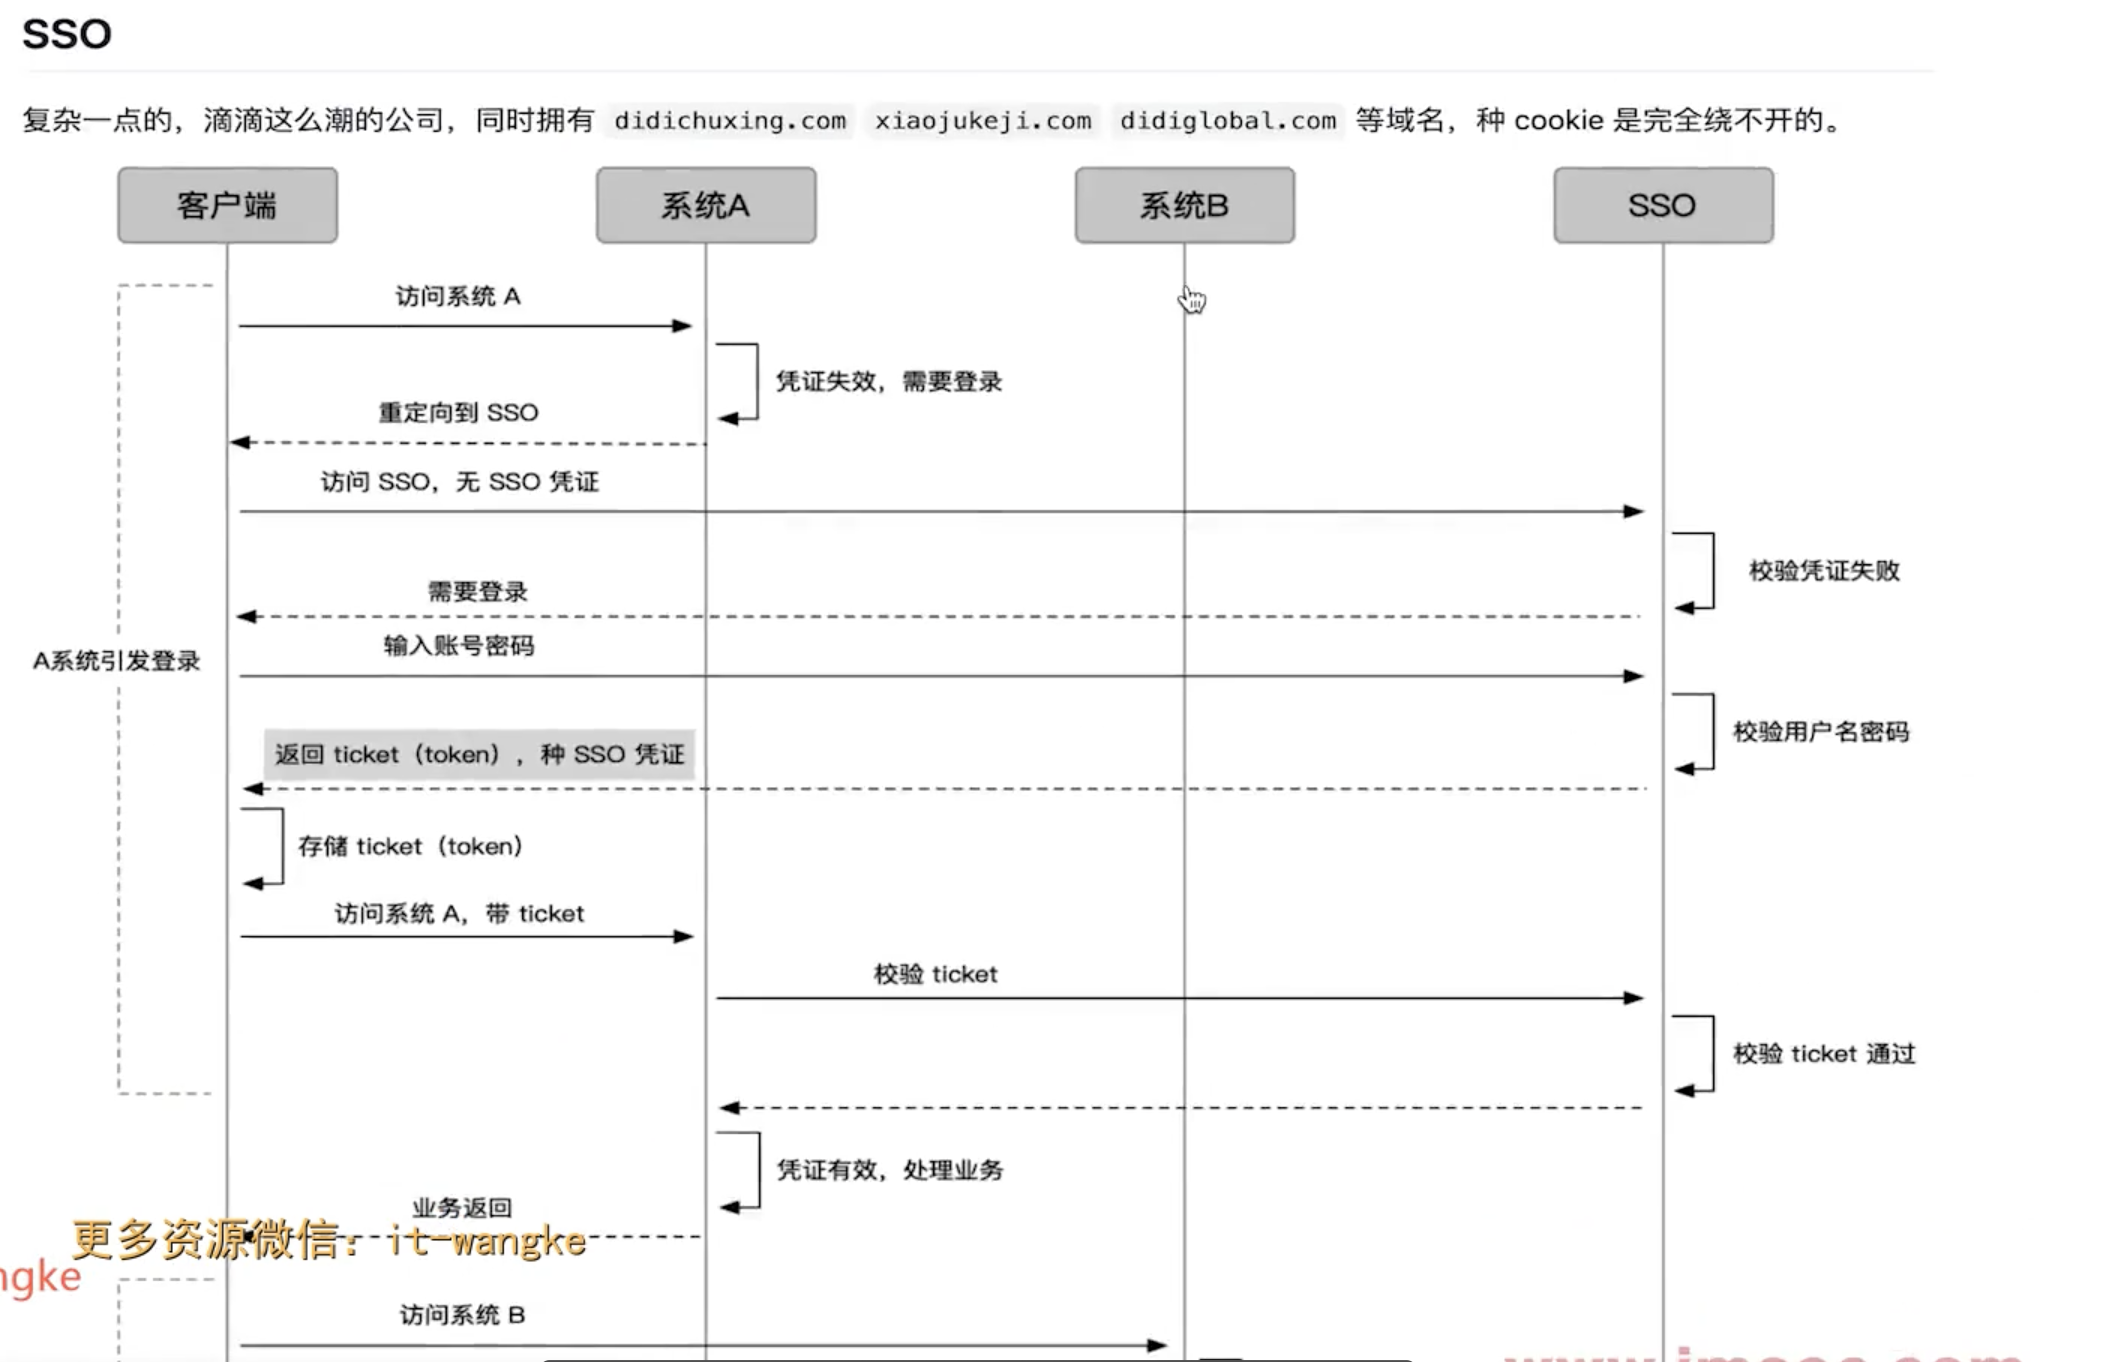 SSO
复杂一点的，滴滴这么潮的公司，同时拥有 didichuxing.com xiaojukeji.com didiglobal.com 等域名，种 cookie 是完全绕不开的。
客户端 系统A 系统B SSO
访问系统 A
凭证失效，需要登录
重定向到 SSO
访问 SSO，无 SSO 凭证
校验凭证失败
需要登录
输入账号密码
A系统引发登录
校验用户名密码
返回 ticket（token），种 SSO 凭证
存储 ticket（token）
访问系统 A，带 ticket
校验 ticket
校验 ticket 通过
凭证有效，处理业务
业务返回
更多资源微信：it-wangke
ngke
访问系统 B